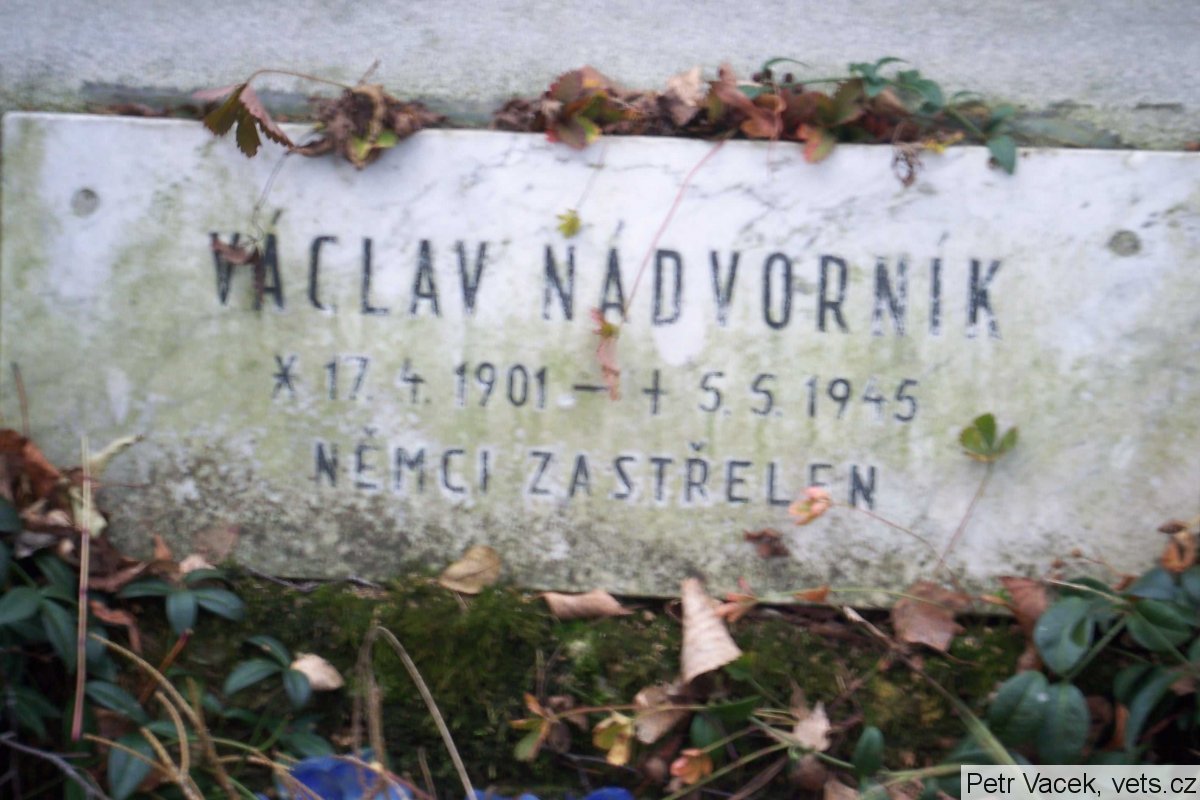 VÁCLAV NÁDVORNÍK
* 17. 4. 1901 – + 5. 5. 1945
NĚMCI ZASTŘELEN
Petr Vacek, vets.cz